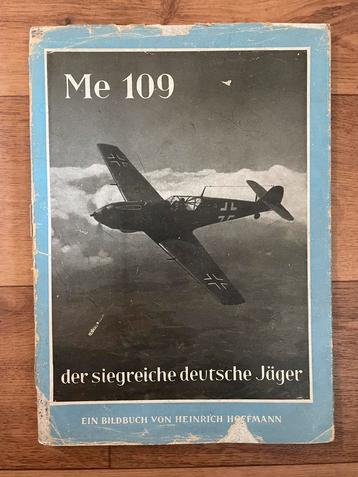 Me 109
der siegreiche deutsche Jäger
EIN BILDBUCH VON HEINRICH HOFFMANN